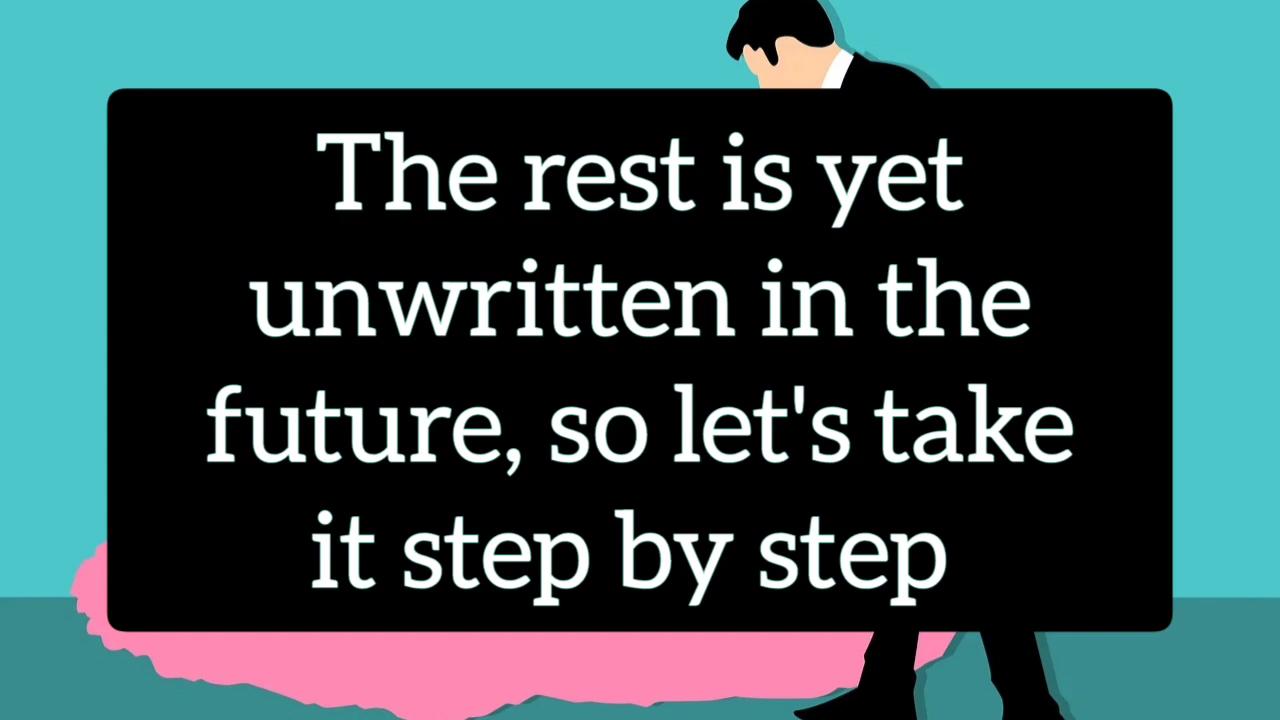 The rest is yet
unwritten in the
future, so let's take
it step by step